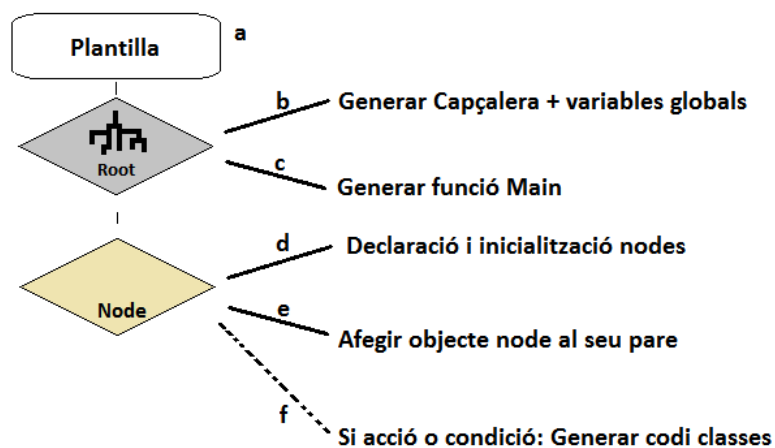 Plantilla
a
b
Generar Capçalera + variables globals
Root
c
Generar funció Main
d
Declaració i inicialització nodes
Node
e
Afegir objecte node al seu pare
f
Si acció o condició: Generar codi classes